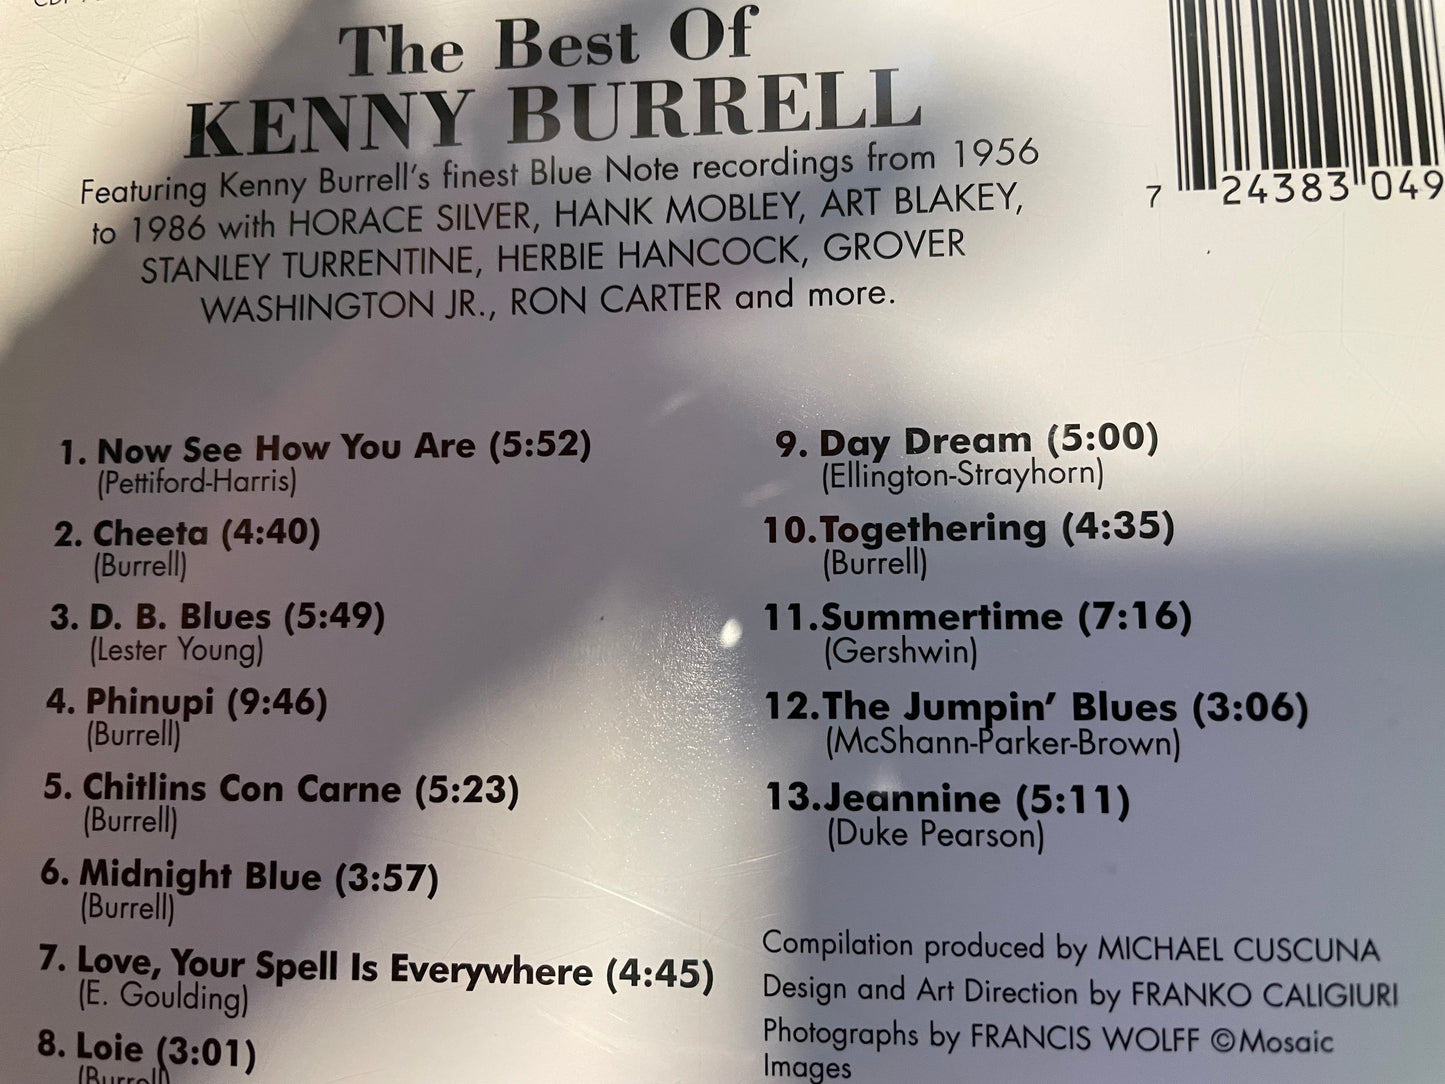 The Best Of
KENNY BURRELL
Featuring Kenny Burrell's finest Blue Note recordings from 1956
to 1986 with HORACE SILVER, HANK MOBLEY, ART BLAKEY,
STANLEY TURRENTINE, HERBIE HANCOCK, GROVER
WASHINGTON JR., RON CARTER and more.
7 24383 049
1. Now See How You Are (5:52)
(Pettiford-Harris)
2. Cheeta (4:40)
(Burrell)
3. D. B. Blues (5:49)
(Lester Young)
4. Phinupi (9:46)
(Burrell)
5. Chitlins Con Carne (5:23)
(Burrell)
6. Midnight Blue (3:57)
(Burrell)
7. Love, Your Spell Is Everywhere (4:45)
(E. Goulding)
8. Loie (3:01)
(Burrell)
9. Day Dream (5:00)
(Ellington-Strayhorn)
10. Togethering (4:35)
(Burrell)
11. Summertime (7:16)
(Gershwin)
12. The Jumpin' Blues (3:06)
(McShann-Parker-Brown)
13. Jeannine (5:11)
(Duke Pearson)
Compilation produced by MICHAEL CUSCUNA
Design and Art Direction by FRANKO CALIGIURI
Photographs by FRANCIS WOLFF ©Mosaic
Images